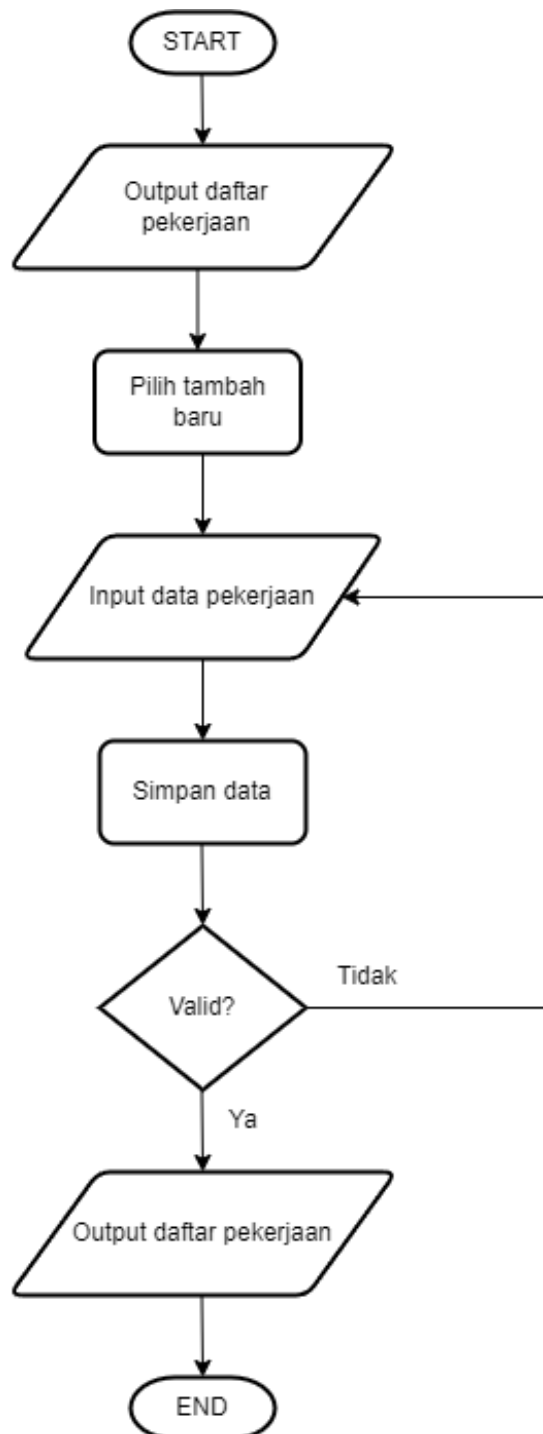 START
Output daftar
pekerjaan
Pilih tambah
baru
Input data pekerjaan
Simpan data
Valid?
Tidak
Ya
Output daftar pekerjaan
END